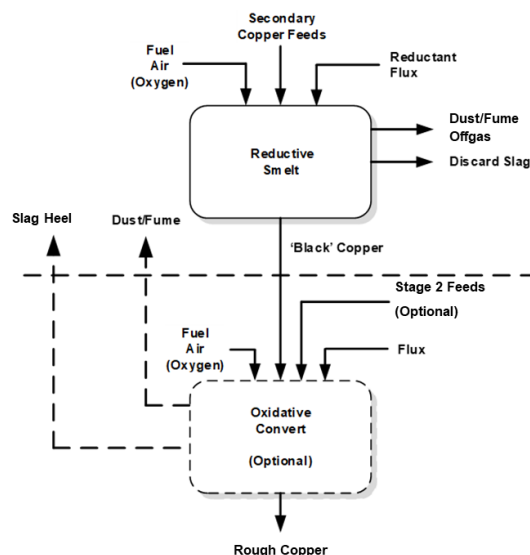 Secondary
Copper Feeds
Fuel
Air
(Oxygen)
Reductant
Flux
Reductive
Smelt
Dust/Fume
Offgas
Discard Slag
Slag Heel
Dust/Fume
'Black' Copper
Stage 2 Feeds
(Optional)
Fuel
Air
(Oxygen)
Flux
Oxidative
Convert
(Optional)
Rough Copper